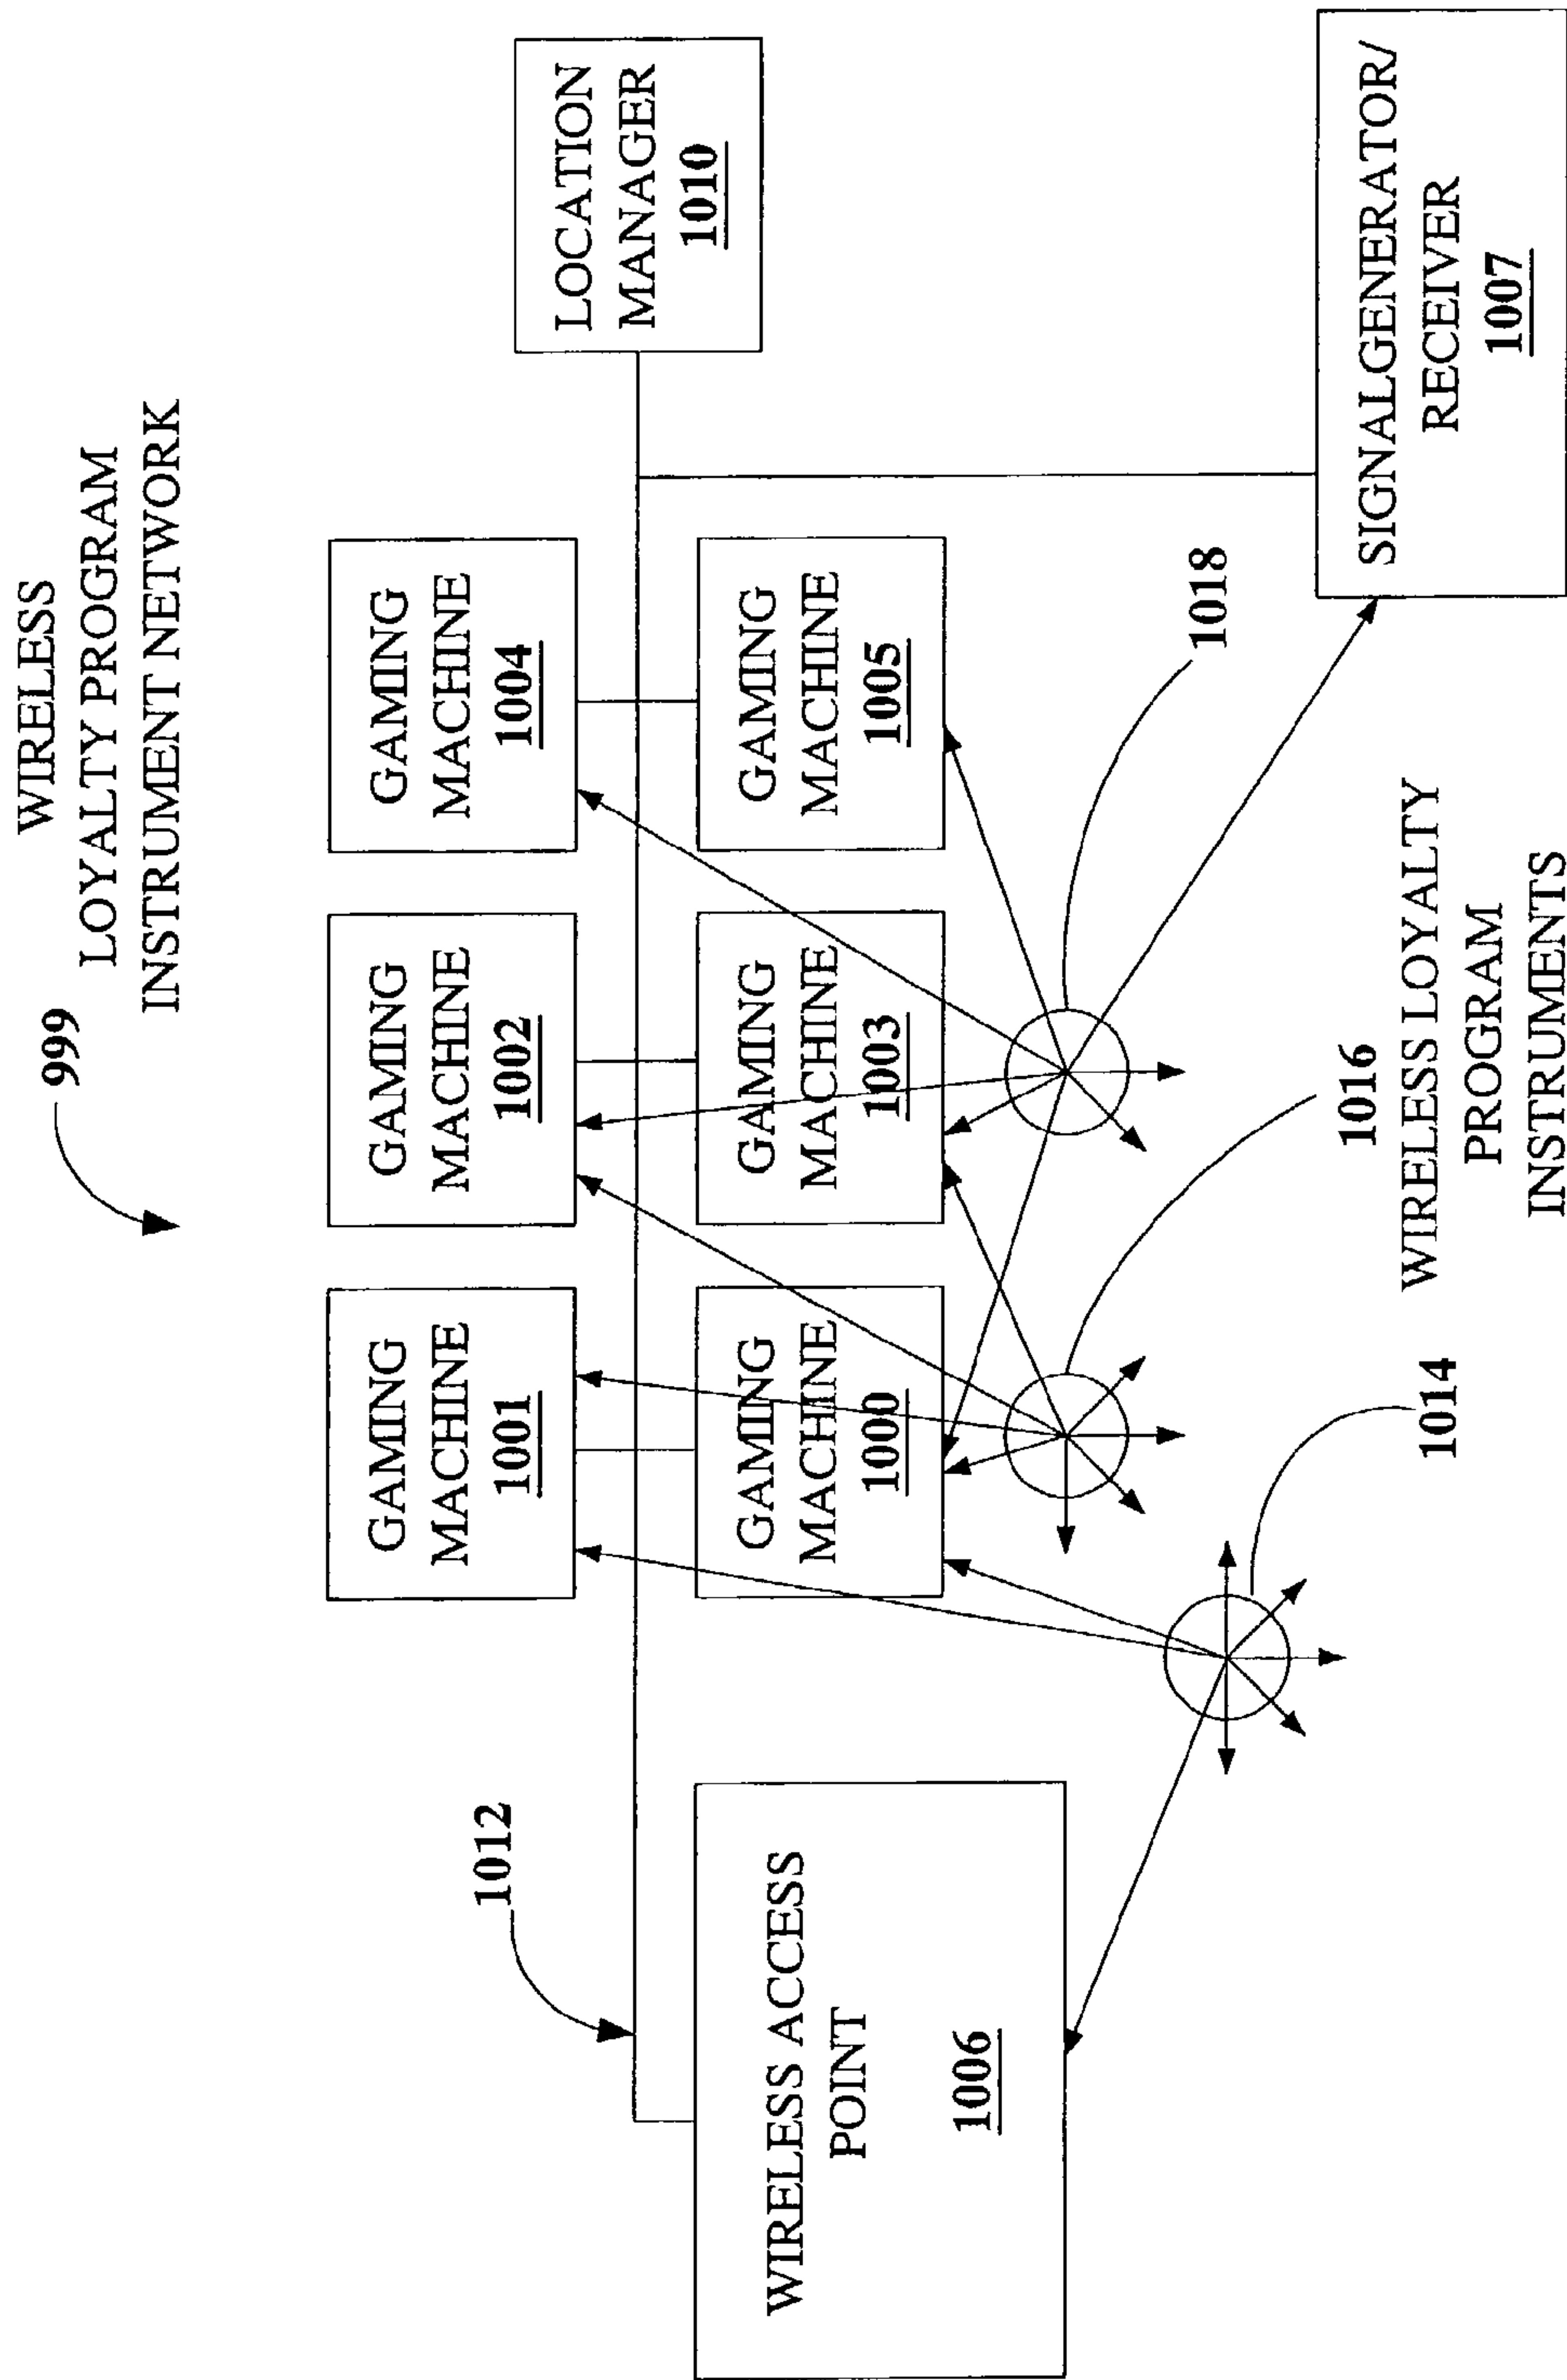 WIRELESS
LOYALTY PROGRAM
INSTRUMENT NETWORK
999
1012
WIRELESS ACCESS
POINT
1006
GAMING
MACHINE
1001
GAMING
MACHINE
1002
GAMING
MACHINE
1004
GAMING
MACHINE
1000
GAMING
MACHINE
1003
GAMING
MACHINE
1005
LOCATION
MANAGER
1010
1014
1016
1018
WIRELESS LOYALTY
PROGRAM
INSTRUMENTS
SIGNALGENERATOR/
RECEIVER
1007